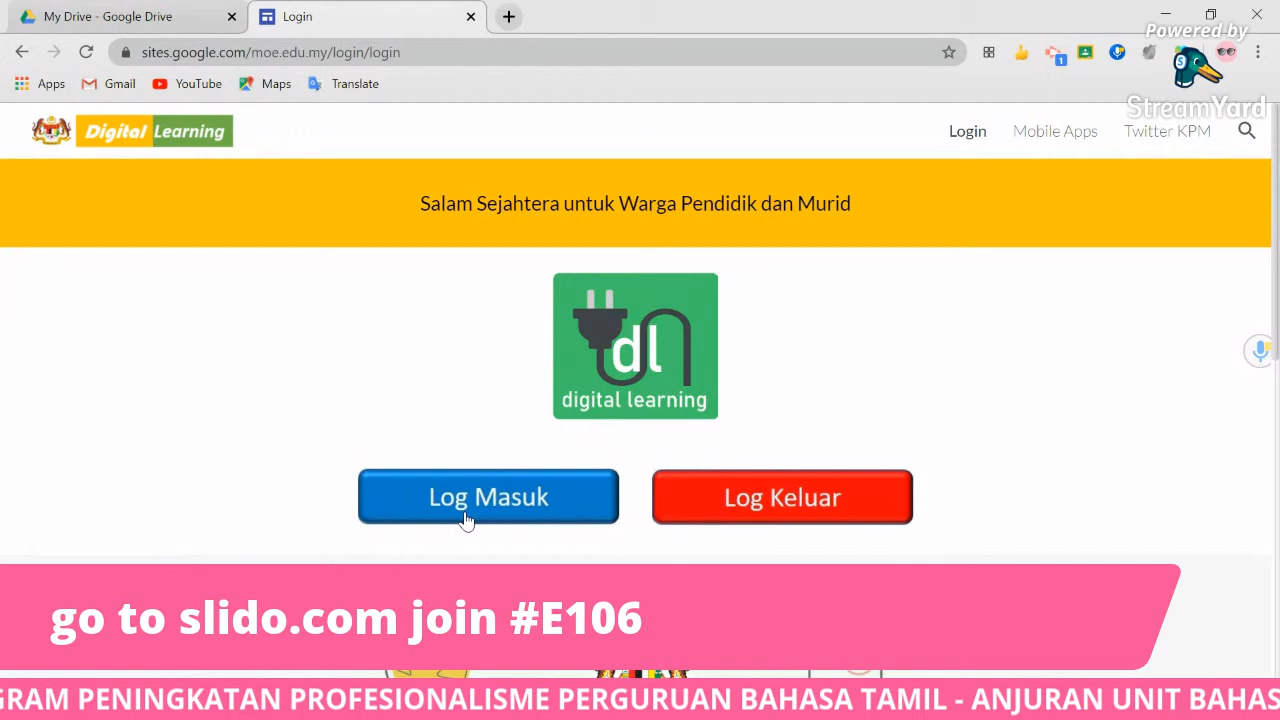 My Drive - Google Drive
Login
sites.google.com/moe.edu.my/login/login
1
Apps
Gmail
YouTube
Maps
Translate
Powered by
S
StreamYard
Digital Learning
Login
Mobile Apps
Twitter KPM
Salam Sejahtera untuk Warga Pendidik dan Murid
dl
digital learning
Log Masuk
Log Keluar
go to slido.com join #E106
GRAM PENINGKATAN PROFESIONALISME PERGURUAN BAHASA TAMIL - ANJURAN UNIT BAHAS